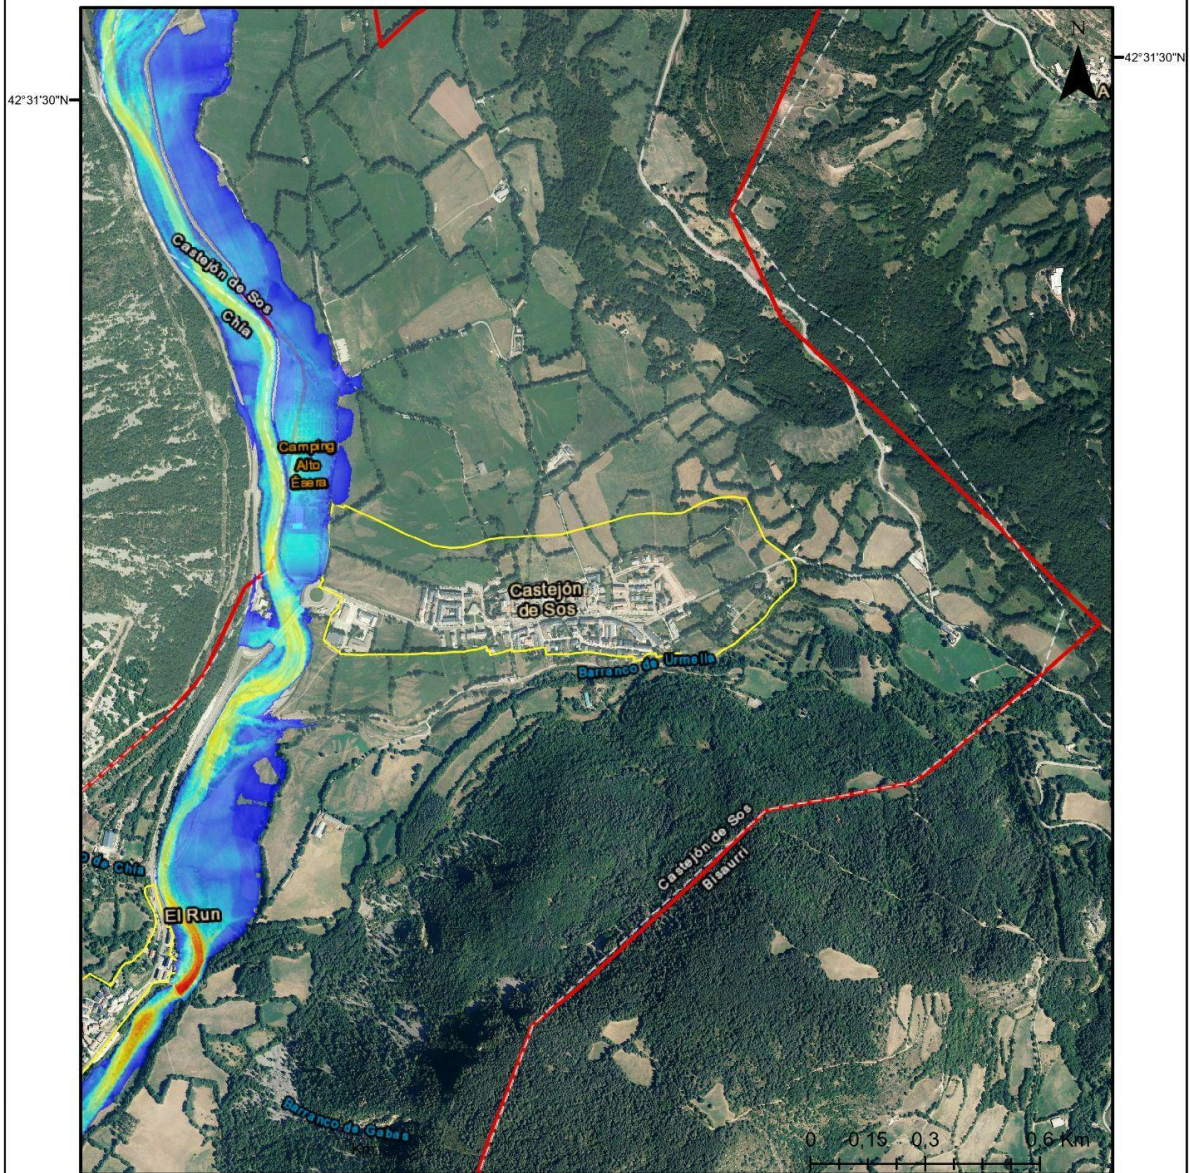 N
42°31'30"N
42°31'30"N
A
Castejón de Sos
Chía
Camping
Alto
Ésera
Castejón
de Sos
Barranco de Urmella
Castejón de Sos
Bisaurri
o de Chía
El Run
Barranco de Gabás
0 0,15 0,3 0,6 Km